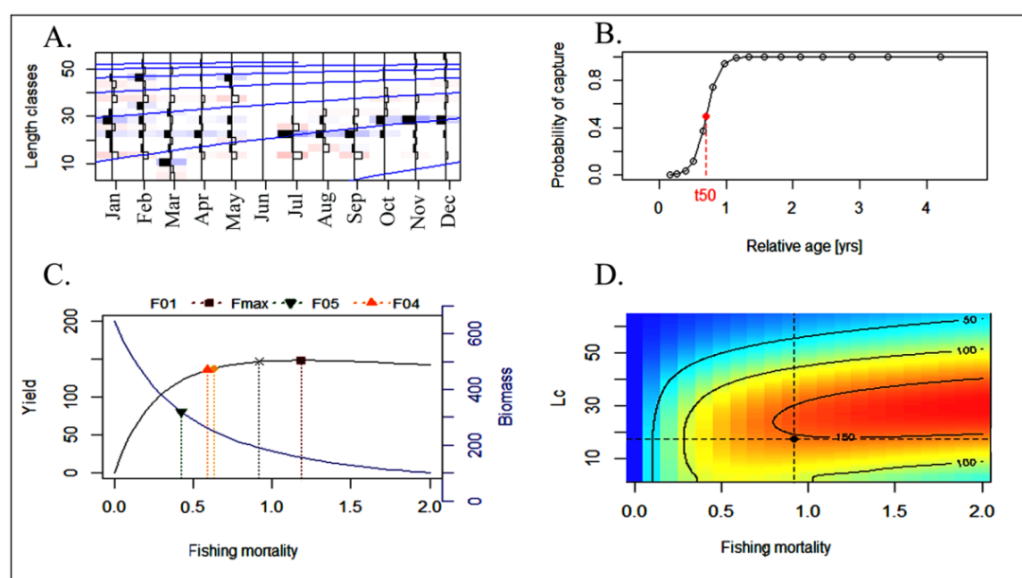 A.
Length classes
50
30
10
Jan
Feb
Mar
Apr
May
Jun
Jul
Aug
Sep
Oct
Nov
Dec
B.
Probability of capture
0.8
0.4
0.0
t50
0 1 2 3 4
Relative age [yrs]
C.
F01 Fmax F05 F04
Yield
200
150
100
50
0
Biomass
600
400
200
100
0
0.0 0.5 1.0 1.5 2.0
Fishing mortality
D.
Lc
50
30
10
50
100
150
100
0.0 0.5 1.0 1.5 2.0
Fishing mortality